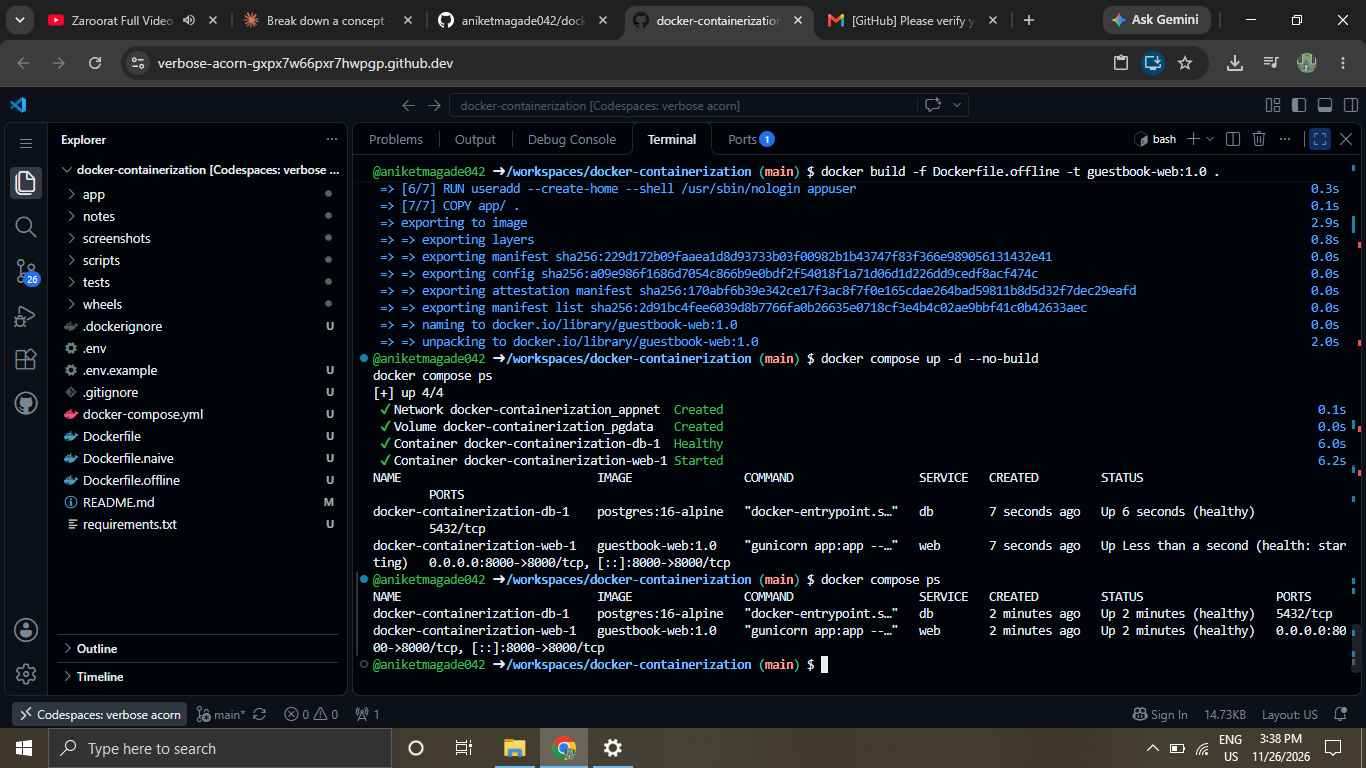 Zaroorat Full Video
Break down a concept
aniketmagade042/dock
docker-containerization
[GitHub] Please verify y
Ask Gemini
verbose-acorn-gxpx7w66pxr7hwpgp.github.dev
docker-containerization [Codespaces: verbose acorn]
Explorer
docker-containerization [Codespaces: verbose ...
app
notes
screenshots
scripts
tests
wheels
.dockerignore U
.env
.env.example U
.gitignore U
docker-compose.yml U
Dockerfile U
Dockerfile.naive U
Dockerfile.offline U
README.md M
requirements.txt U
26
Outline
Timeline
Problems Output Debug Console Terminal Ports 1
bash
@aniketmagade042 ➜/workspaces/docker-containerization (main) $ docker build -f Dockerfile.offline -t guestbook-web:1.0 .
=> [6/7] RUN useradd --create-home --shell /usr/sbin/nologin appuser 0.3s
=> [7/7] COPY app/ . 0.1s
=> exporting to image 2.9s
=> => exporting layers 0.8s
=> => exporting manifest sha256:229d172b09faaea1d8d93733b03f00982b1b43747f83f366e989056131432e41 0.0s
=> => exporting config sha256:a09e986f1686d7054c866b9e0bdf2f54018f1a71d06d1d226dd9cedf8acf474c 0.0s
=> => exporting attestation manifest sha256:170abf6b39e342ce17f3ac8f7f0e165cdae264bad59811b8d5d32f7dec29eafd 0.0s
=> => exporting manifest list sha256:2d91bc4fee6039d8b7766fa0b26635e0718cf3e4b4c02ae9bbf41c0b42633aec 0.0s
=> => naming to docker.io/library/guestbook-web:1.0 0.0s
=> => unpacking to docker.io/library/guestbook-web:1.0 2.0s
@aniketmagade042 ➜/workspaces/docker-containerization (main) $ docker compose up -d --no-build
docker compose ps
[+] up 4/4
✓ Network docker-containerization_appnet Created 0.1s
✓ Volume docker-containerization_pgdata Created 0.0s
✓ Container docker-containerization-db-1 Healthy 6.0s
✓ Container docker-containerization-web-1 Started 6.2s
NAME IMAGE COMMAND SERVICE CREATED STATUS
PORTS
docker-containerization-db-1 postgres:16-alpine "docker-entrypoint.s…" db 7 seconds ago Up 6 seconds (healthy)
5432/tcp
docker-containerization-web-1 guestbook-web:1.0 "gunicorn app:app --…" web 7 seconds ago Up Less than a second (health: star
ting) 0.0.0.0:8000->8000/tcp, [::]:8000->8000/tcp
@aniketmagade042 ➜/workspaces/docker-containerization (main) $ docker compose ps
NAME IMAGE COMMAND SERVICE CREATED STATUS PORTS
docker-containerization-db-1 postgres:16-alpine "docker-entrypoint.s…" db 2 minutes ago Up 2 minutes (healthy) 5432/tcp
docker-containerization-web-1 guestbook-web:1.0 "gunicorn app:app --…" web 2 minutes ago Up 2 minutes (healthy) 0.0.0.0:80
00->8000/tcp, [::]:8000->8000/tcp
@aniketmagade042 ➜/workspaces/docker-containerization (main) $
Codespaces: verbose acorn main* 0 0 1 Sign In 14.73KB Layout: US
Type here to search
ENG
US
3:38 PM
11/26/2026